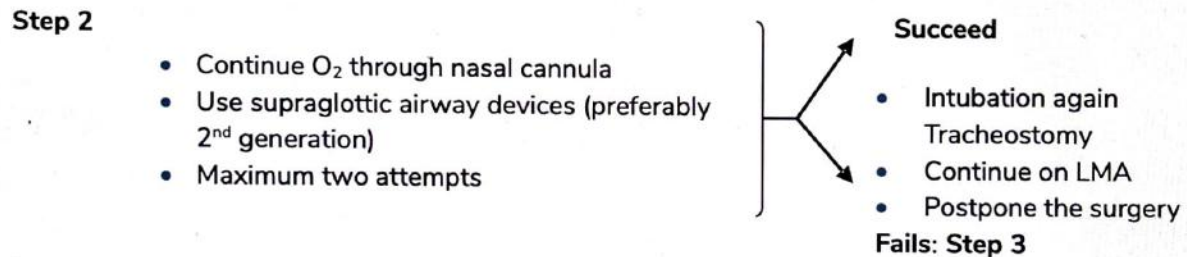 Step 2
• Continue O₂ through nasal cannula
• Use supraglottic airway devices (preferably
2ⁿᵈ generation)
• Maximum two attempts
Succeed
• Intubation again
Tracheostomy
• Continue on LMA
• Postpone the surgery
Fails: Step 3